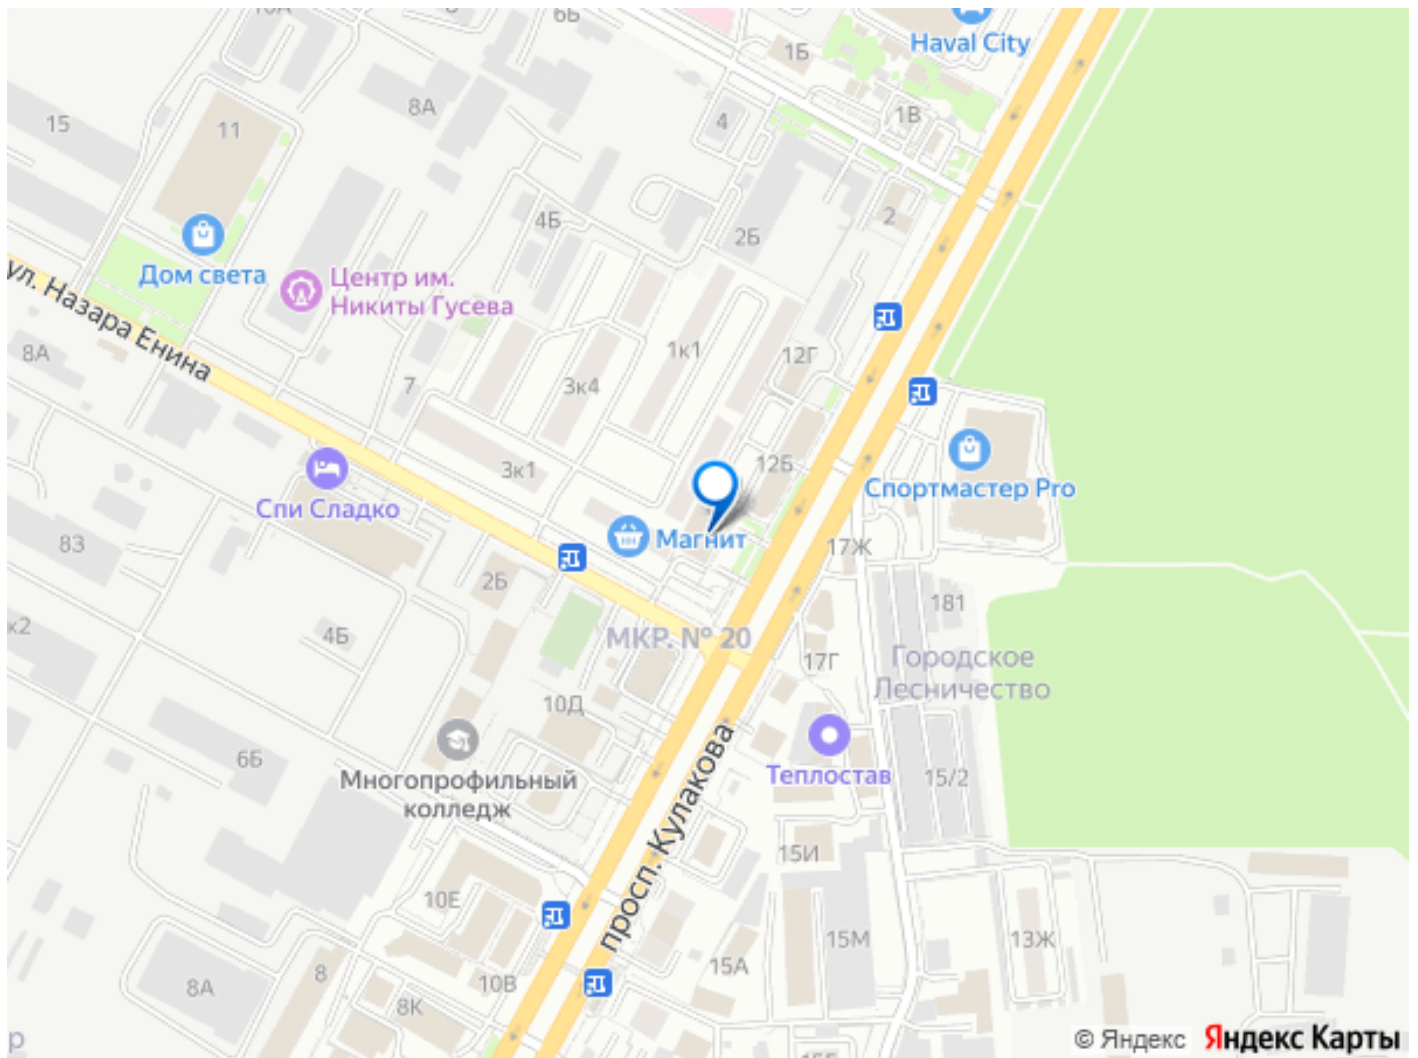 10А
8
6Б
Haval City
1Б
8А
1В
15
11
4
4Б
2
2Б
Дом света
Центр им.
Никиты Гусева
ул. Назара Енина
8А
1к1
12Г
7
3к4
3к1
12Б
Спи Сладко
Спортмастер Pro
Магнит
83
17Ж
2Б
181
к2
4Б
МКР. № 20
17Г
Городское
Лесничество
10Д
просп. Кулакова
6Б
Многопрофильный
колледж
Теплостав
15/2
15И
10Е
15М
13Ж
15А
8
10В
8А
8К
р
© Яндекс Яндекс Карты